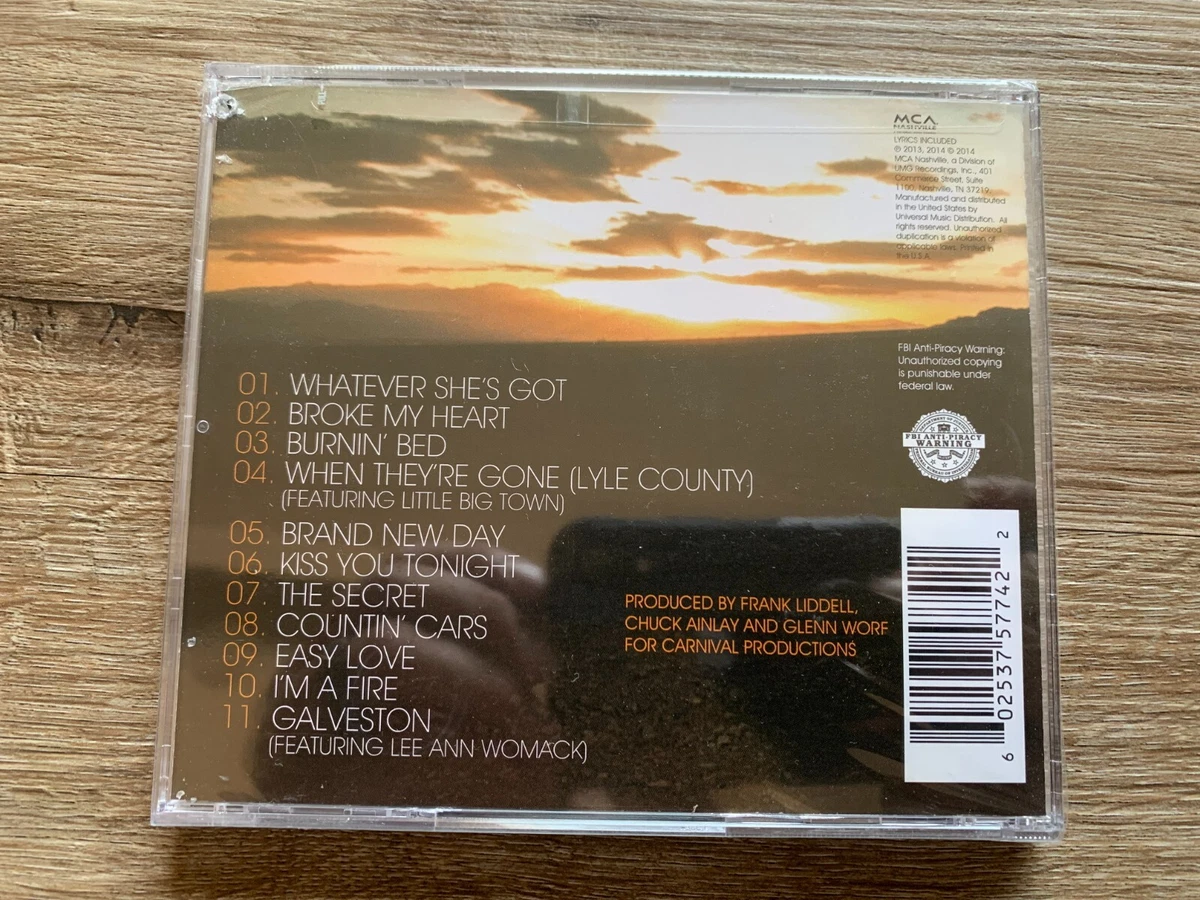 MCA
NASHVILLE
LYRICS INCLUDED
℗ 2013, 2014 © 2014
MCA Nashville, a Division of
UMG Recordings, Inc., 401
Commerce Street, Suite
1100, Nashville, TN 37219.
Manufactured and distributed
in the United States by
Universal Music Distribution. All
rights reserved. Unauthorized
duplication is a violation of
applicable laws. Printed in
the U.S.A.
FBI Anti-Piracy Warning:
Unauthorized copying
is punishable under
federal law.
FBI ANTI-PIRACY
WARNING
01. WHATEVER SHE'S GOT
02. BROKE MY HEART
03. BURNIN' BED
04. WHEN THEY'RE GONE (LYLE COUNTY)
(FEATURING LITTLE BIG TOWN)
05. BRAND NEW DAY
06. KISS YOU TONIGHT
07. THE SECRET
08. COUNTIN' CARS
09. EASY LOVE
10. I'M A FIRE
11. GALVESTON
(FEATURING LEE ANN WOMACK)
PRODUCED BY FRANK LIDDELL,
CHUCK AINLAY AND GLENN WORF
FOR CARNIVAL PRODUCTIONS
6 02537 57742 2